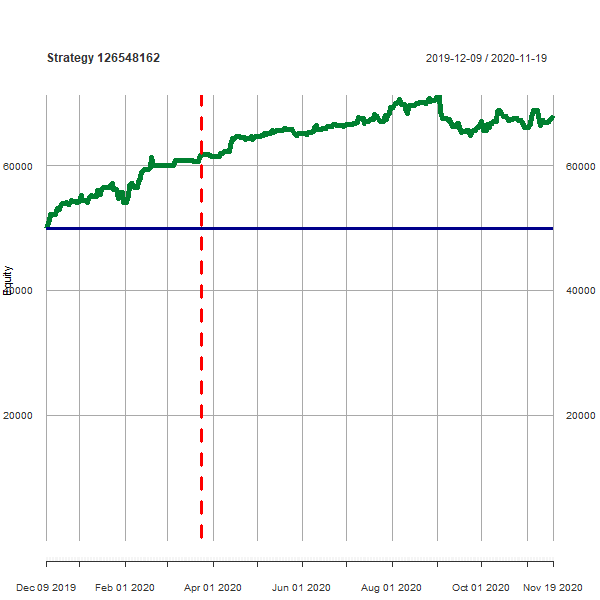 Strategy 126548162
2019-12-09 / 2020-11-19
60000
60000
Equity
40000
40000
20000
20000
Dec 09 2019
Feb 01 2020
Apr 01 2020
Jun 01 2020
Aug 01 2020
Oct 01 2020
Nov 19 2020